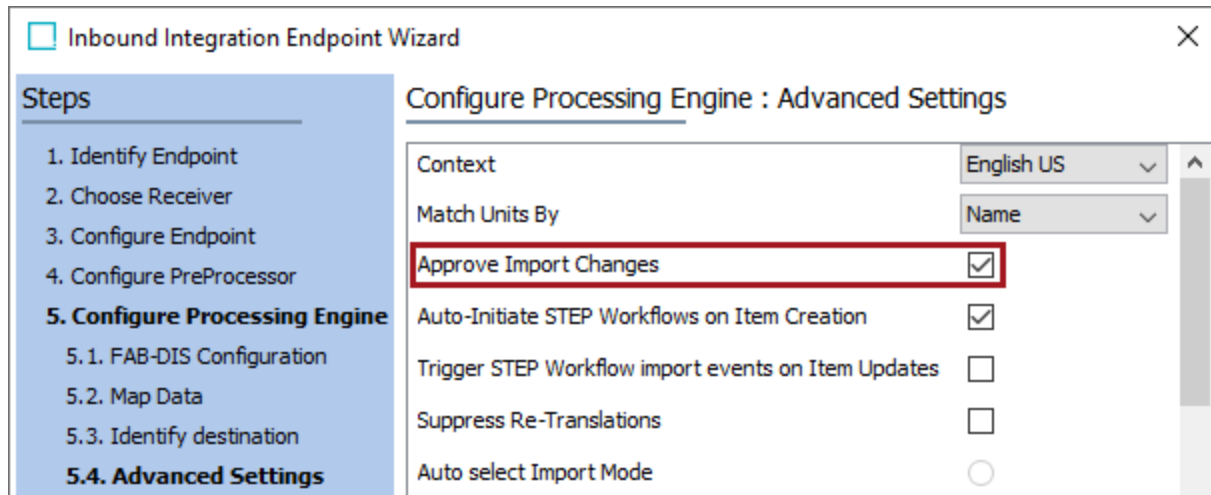 Inbound Integration Endpoint Wizard
Steps
1. Identify Endpoint
2. Choose Receiver
3. Configure Endpoint
4. Configure PreProcessor
5. Configure Processing Engine
5.1. FAB-DIS Configuration
5.2. Map Data
5.3. Identify destination
5.4. Advanced Settings
Configure Processing Engine : Advanced Settings
Context English US
Match Units By Name
Approve Import Changes
Auto-Initiate STEP Workflows on Item Creation
Trigger STEP Workflow import events on Item Updates
Suppress Re-Translations
Auto select Import Mode